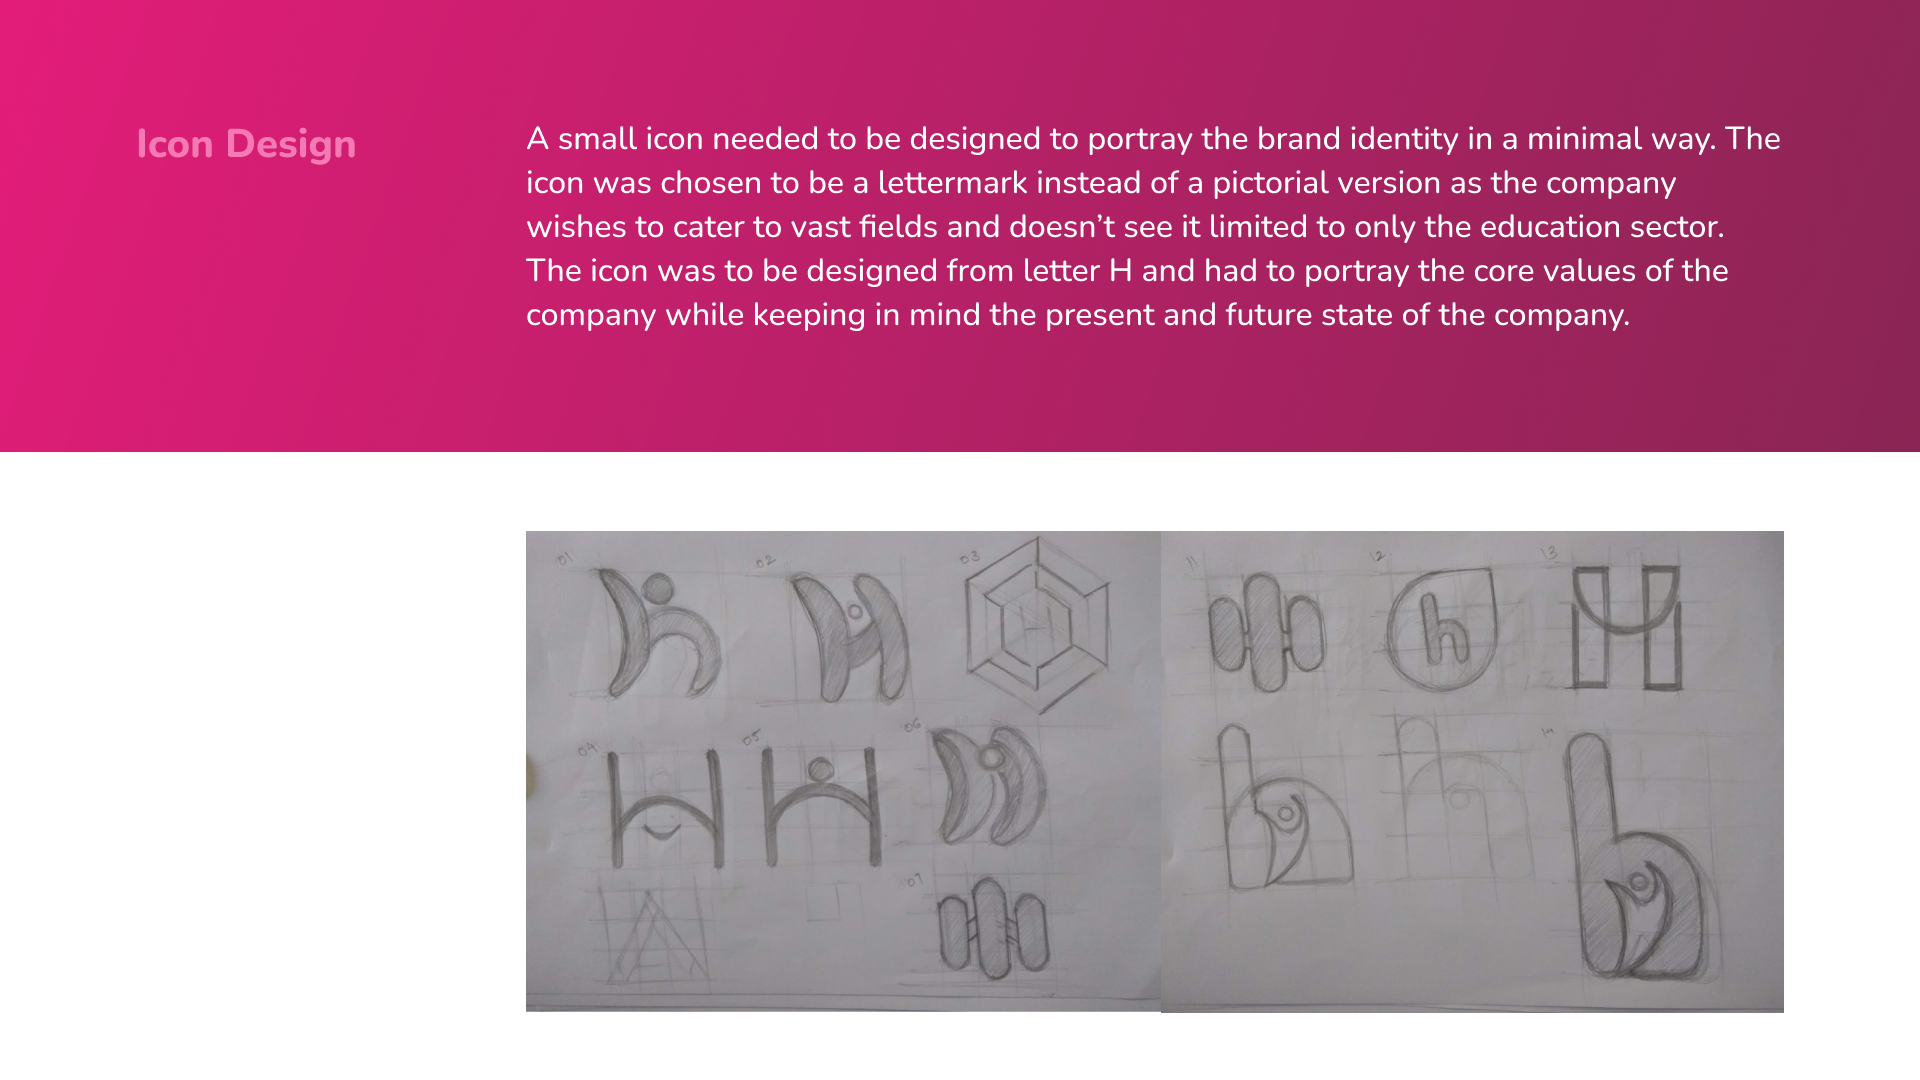 Icon Design
A small icon needed to be designed to portray the brand identity in a minimal way. The
icon was chosen to be a lettermark instead of a pictorial version as the company
wishes to cater to vast fields and doesn’t see it limited to only the education sector.
The icon was to be designed from letter H and had to portray the core values of the
company while keeping in mind the present and future state of the company.
01 02 03
11 12 13
04 05 06
14
07
h